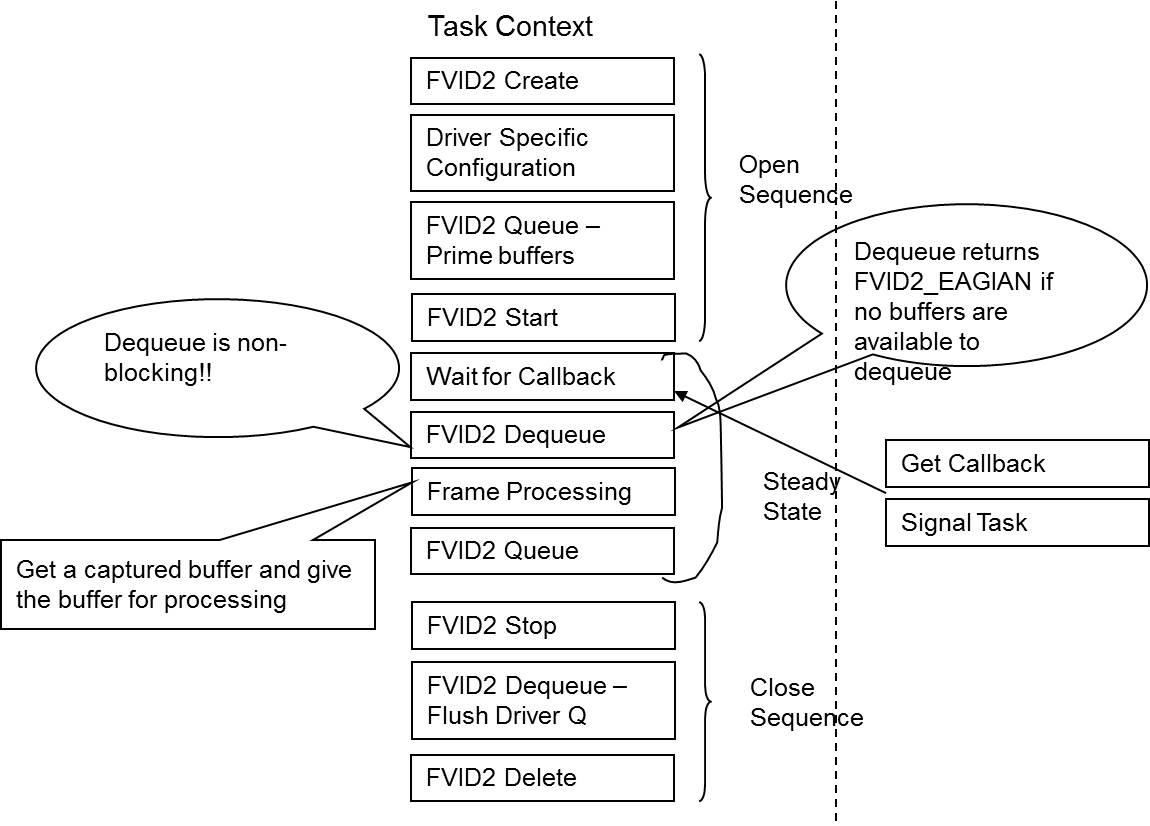 Task Context
FVID2 Create
Driver Specific
Configuration
FVID2 Queue –
Prime buffers
FVID2 Start
Open
Sequence
Dequeue returns
FVID2_EAGIAN if
no buffers are
available to
dequeue
Dequeue is non-
blocking!!
Wait for Callback
FVID2 Dequeue
Frame Processing
FVID2 Queue
Steady
State
Get Callback
Signal Task
Get a captured buffer and give
the buffer for processing
FVID2 Stop
FVID2 Dequeue –
Flush Driver Q
FVID2 Delete
Close
Sequence